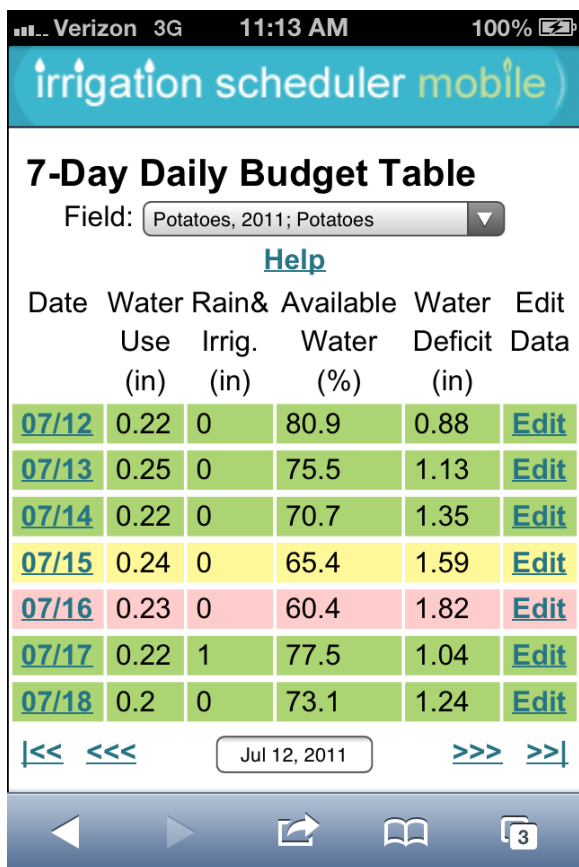 Verizon 3G 11:13 AM 100%
irrigation scheduler mobile
7-Day Daily Budget Table
Field: Potatoes, 2011; Potatoes
Help
Date Water Rain& Available Water Edit
Use Irrig. Water Deficit Data
(in) (in) (%) (in)
07/12 0.22 0 80.9 0.88 Edit
07/13 0.25 0 75.5 1.13 Edit
07/14 0.22 0 70.7 1.35 Edit
07/15 0.24 0 65.4 1.59 Edit
07/16 0.23 0 60.4 1.82 Edit
07/17 0.22 1 77.5 1.04 Edit
07/18 0.2 0 73.1 1.24 Edit
|<< <<< Jul 12, 2011 >>> >>|
3